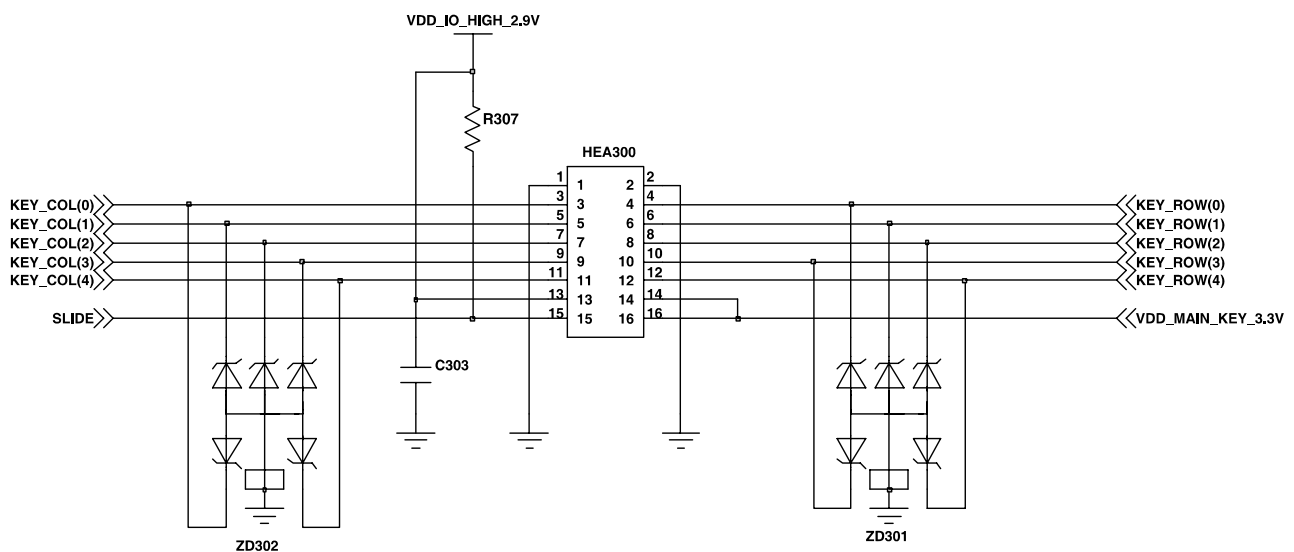 VDD_IO_HIGH_2.9V
R307
HEA300
1 1 2 2
KEY_COL(0) 3 3 4 4 KEY_ROW(0)
KEY_COL(1) 5 5 6 6 KEY_ROW(1)
KEY_COL(2) 7 7 8 8 KEY_ROW(2)
KEY_COL(3) 9 9 10 10 KEY_ROW(3)
KEY_COL(4) 11 11 12 12 KEY_ROW(4)
13 13 14 14
SLIDE 15 15 16 16 VDD_MAIN_KEY_3.3V
C303
ZD302
ZD301